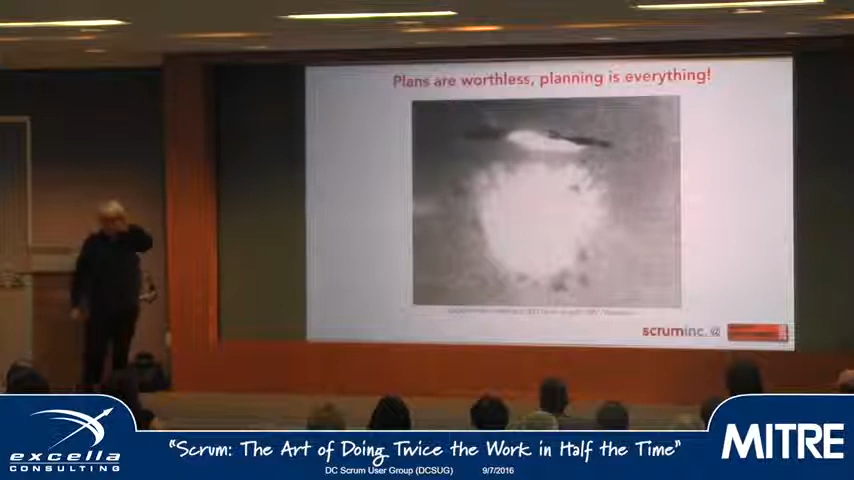 Plans are worthless, planning is everything!
scruminc. @
excella
CONSULTING
"Scrum: The Art of Doing Twice the Work in Half the Time"
DC Scrum User Group (DCSUG) 9/7/2016
MITRE